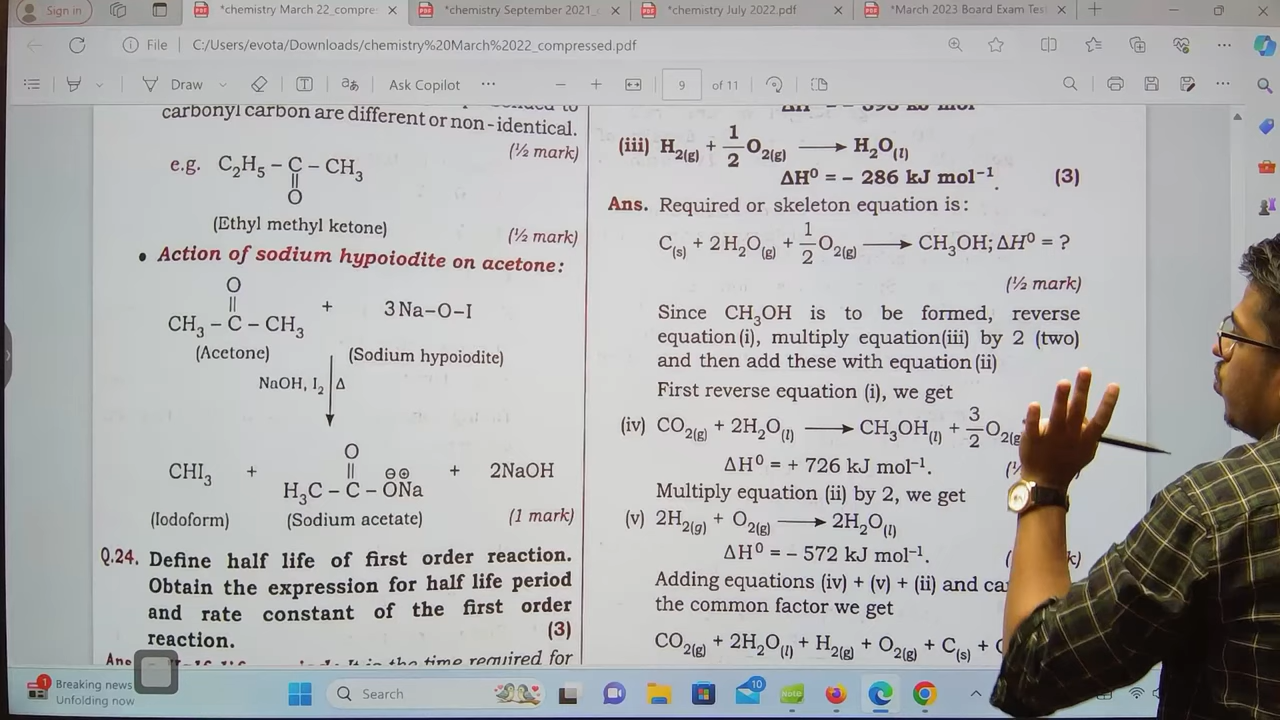 Sign in
*chemistry March 22_compre:
*chemistry September 2021_c
*chemistry July 2022.pdf
*March 2023 Board Exam Test
File
C:/Users/evota/Downloads/chemistry%20March%2022_compressed.pdf
Draw
Ask Copilot
9 of 11
carbonyl carbon are different or non-identical.
(½ mark)
e.g. C₂H₅ – C – CH₃
||
O
(Ethyl methyl ketone)
(½ mark)
• Action of sodium hypoiodite on acetone:
O
||
CH₃ – C – CH₃ + 3Na–O–I
(Acetone) (Sodium hypoiodite)
NaOH, I₂ Δ
O
||
CHI₃ + H₃C – C – ONa + 2NaOH
⊖⊕
(Iodoform) (Sodium acetate) (1 mark)
Q.24. Define half life of first order reaction.
Obtain the expression for half life period
and rate constant of the first order
reaction. (3)
(iii) H₂(g) + 1/2 O₂(g) ⟶ H₂O(l)
ΔH⁰ = – 286 kJ mol⁻¹. (3)
Ans. Required or skeleton equation is:
C(s) + 2H₂O(g) + 1/2 O₂(g) ⟶ CH₃OH; ΔH⁰ = ?
(½ mark)
Since CH₃OH is to be formed, reverse
equation(i), multiply equation(iii) by 2 (two)
and then add these with equation(ii)
First reverse equation (i), we get
(iv) CO₂(g) + 2H₂O(l) ⟶ CH₃OH(l) + 3/2 O₂(g
ΔH⁰ = + 726 kJ mol⁻¹.
Multiply equation (ii) by 2, we get
(v) 2H₂(g) + O₂(g) ⟶ 2H₂O(l)
ΔH⁰ = – 572 kJ mol⁻¹.
Adding equations (iv) + (v) + (ii) and ca
the common factor we get
CO₂(g) + 2H₂O(l) + H₂(g) + O₂(g) + C(s) +
Breaking news
Unfolding now
1
Search
10
Note